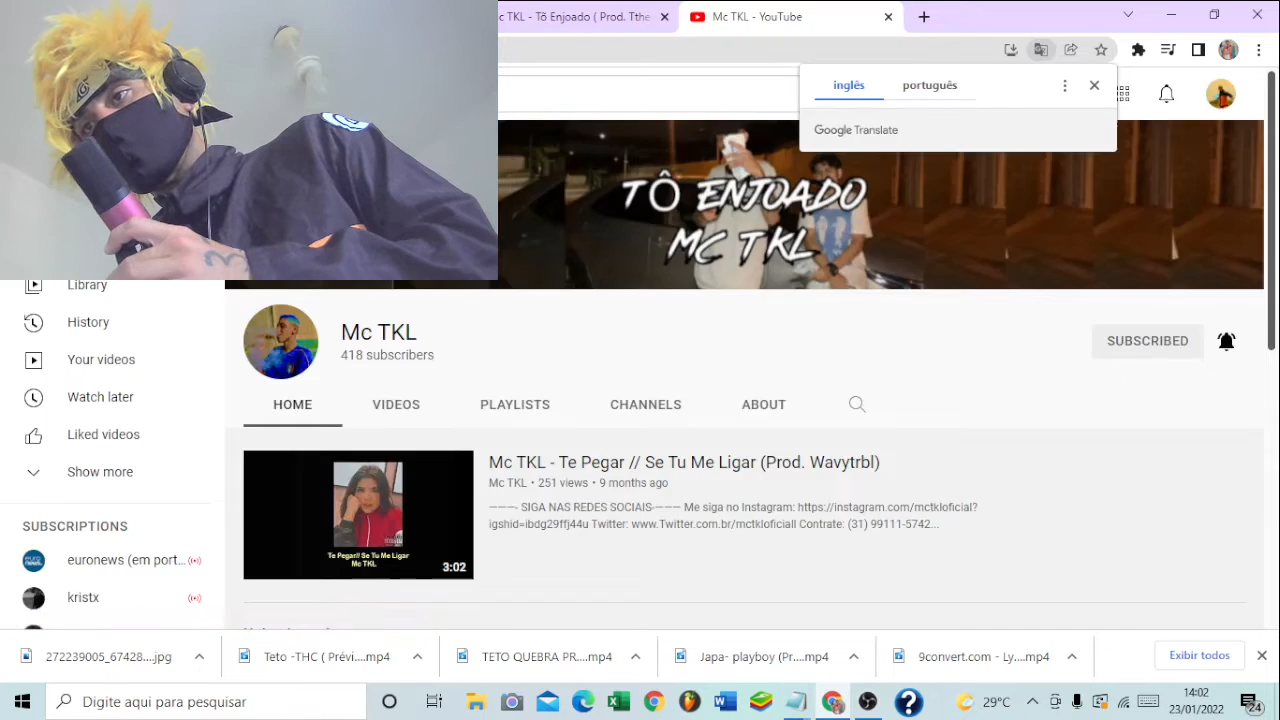 c TKL - Tô Enjoado ( Prod. Tthe
Mc TKL - YouTube
inglês
português
Google Translate
TÔ ENJOADO
MC TKL
Library
History
Your videos
Watch later
Liked videos
Show more
SUBSCRIPTIONS
euronews (em port...
kristx
Mc TKL
418 subscribers
SUBSCRIBED
HOME
VIDEOS
PLAYLISTS
CHANNELS
ABOUT
Te Pegar// Se Tu Me Ligar
Mc TKL
3:02
Mc TKL - Te Pegar // Se Tu Me Ligar (Prod. Wavytrbl)
Mc TKL • 251 views • 9 months ago
———- SIGA NAS REDES SOCIAIS-——— Me siga no Instagram: https://instagram.com/mctkloficial?
igshid=ibdg29ffj44u Twitter: www.Twitter.com.br/mctkloficiall Contrate: (31) 99111-5742...
272239005_67428....jpg
Teto -THC ( Prévi....mp4
TETO QUEBRA PR....mp4
Japa- playboy (Pr....mp4
9convert.com - Ly....mp4
Exibir todos
Digite aqui para pesquisar
29°C
14:02
23/01/2022
24